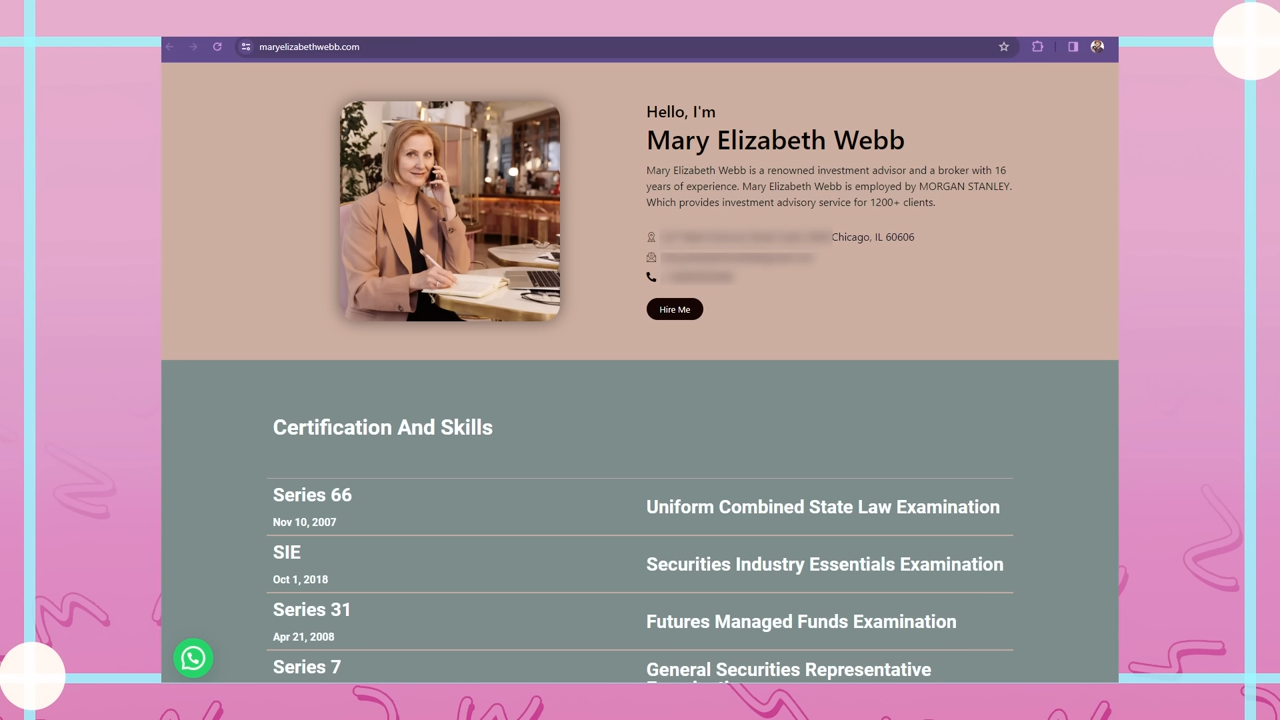 maryelizabethwebb.com
Hello, I'm
Mary Elizabeth Webb
Mary Elizabeth Webb is a renowned investment advisor and a broker with 16
years of experience. Mary Elizabeth Webb is employed by MORGAN STANLEY.
Which provides investment advisory service for 1200+ clients.
Chicago, IL 60606
Hire Me
Certification And Skills
Series 66
Nov 10, 2007
Uniform Combined State Law Examination
SIE
Oct 1, 2018
Securities Industry Essentials Examination
Series 31
Apr 21, 2008
Futures Managed Funds Examination
Series 7
General Securities Representative